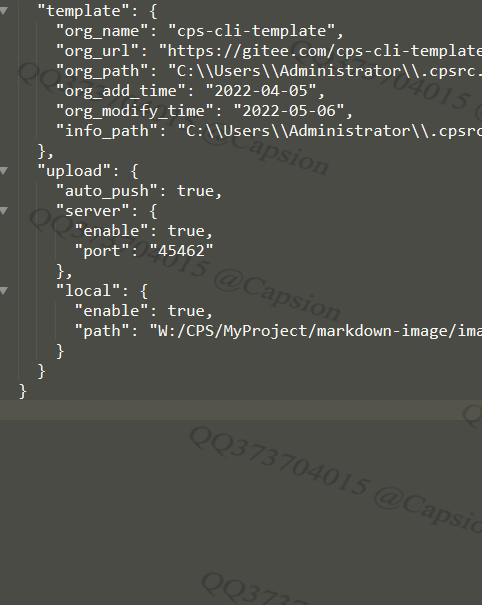 "template": {
"org_name": "cps-cli-template",
"org_url": "https://gitee.com/cps-cli-template
"org_path": "C:\\Users\\Administrator\\.cpsrc.
"org_add_time": "2022-04-05",
"org_modify_time": "2022-05-06",
"info_path": "C:\\Users\\Administrator\\.cpsrc
},
"upload": {
"auto_push": true,
"server": {
"enable": true,
"port": "45462"
},
"local": {
"enable": true,
"path": "W:/CPS/MyProject/markdown-image/ima
}
}
}
QQ373704015 @Capsion
QQ373704015 @
QQ373704015 @Capsion
QQ373704015 @Capsion
QQ373704015